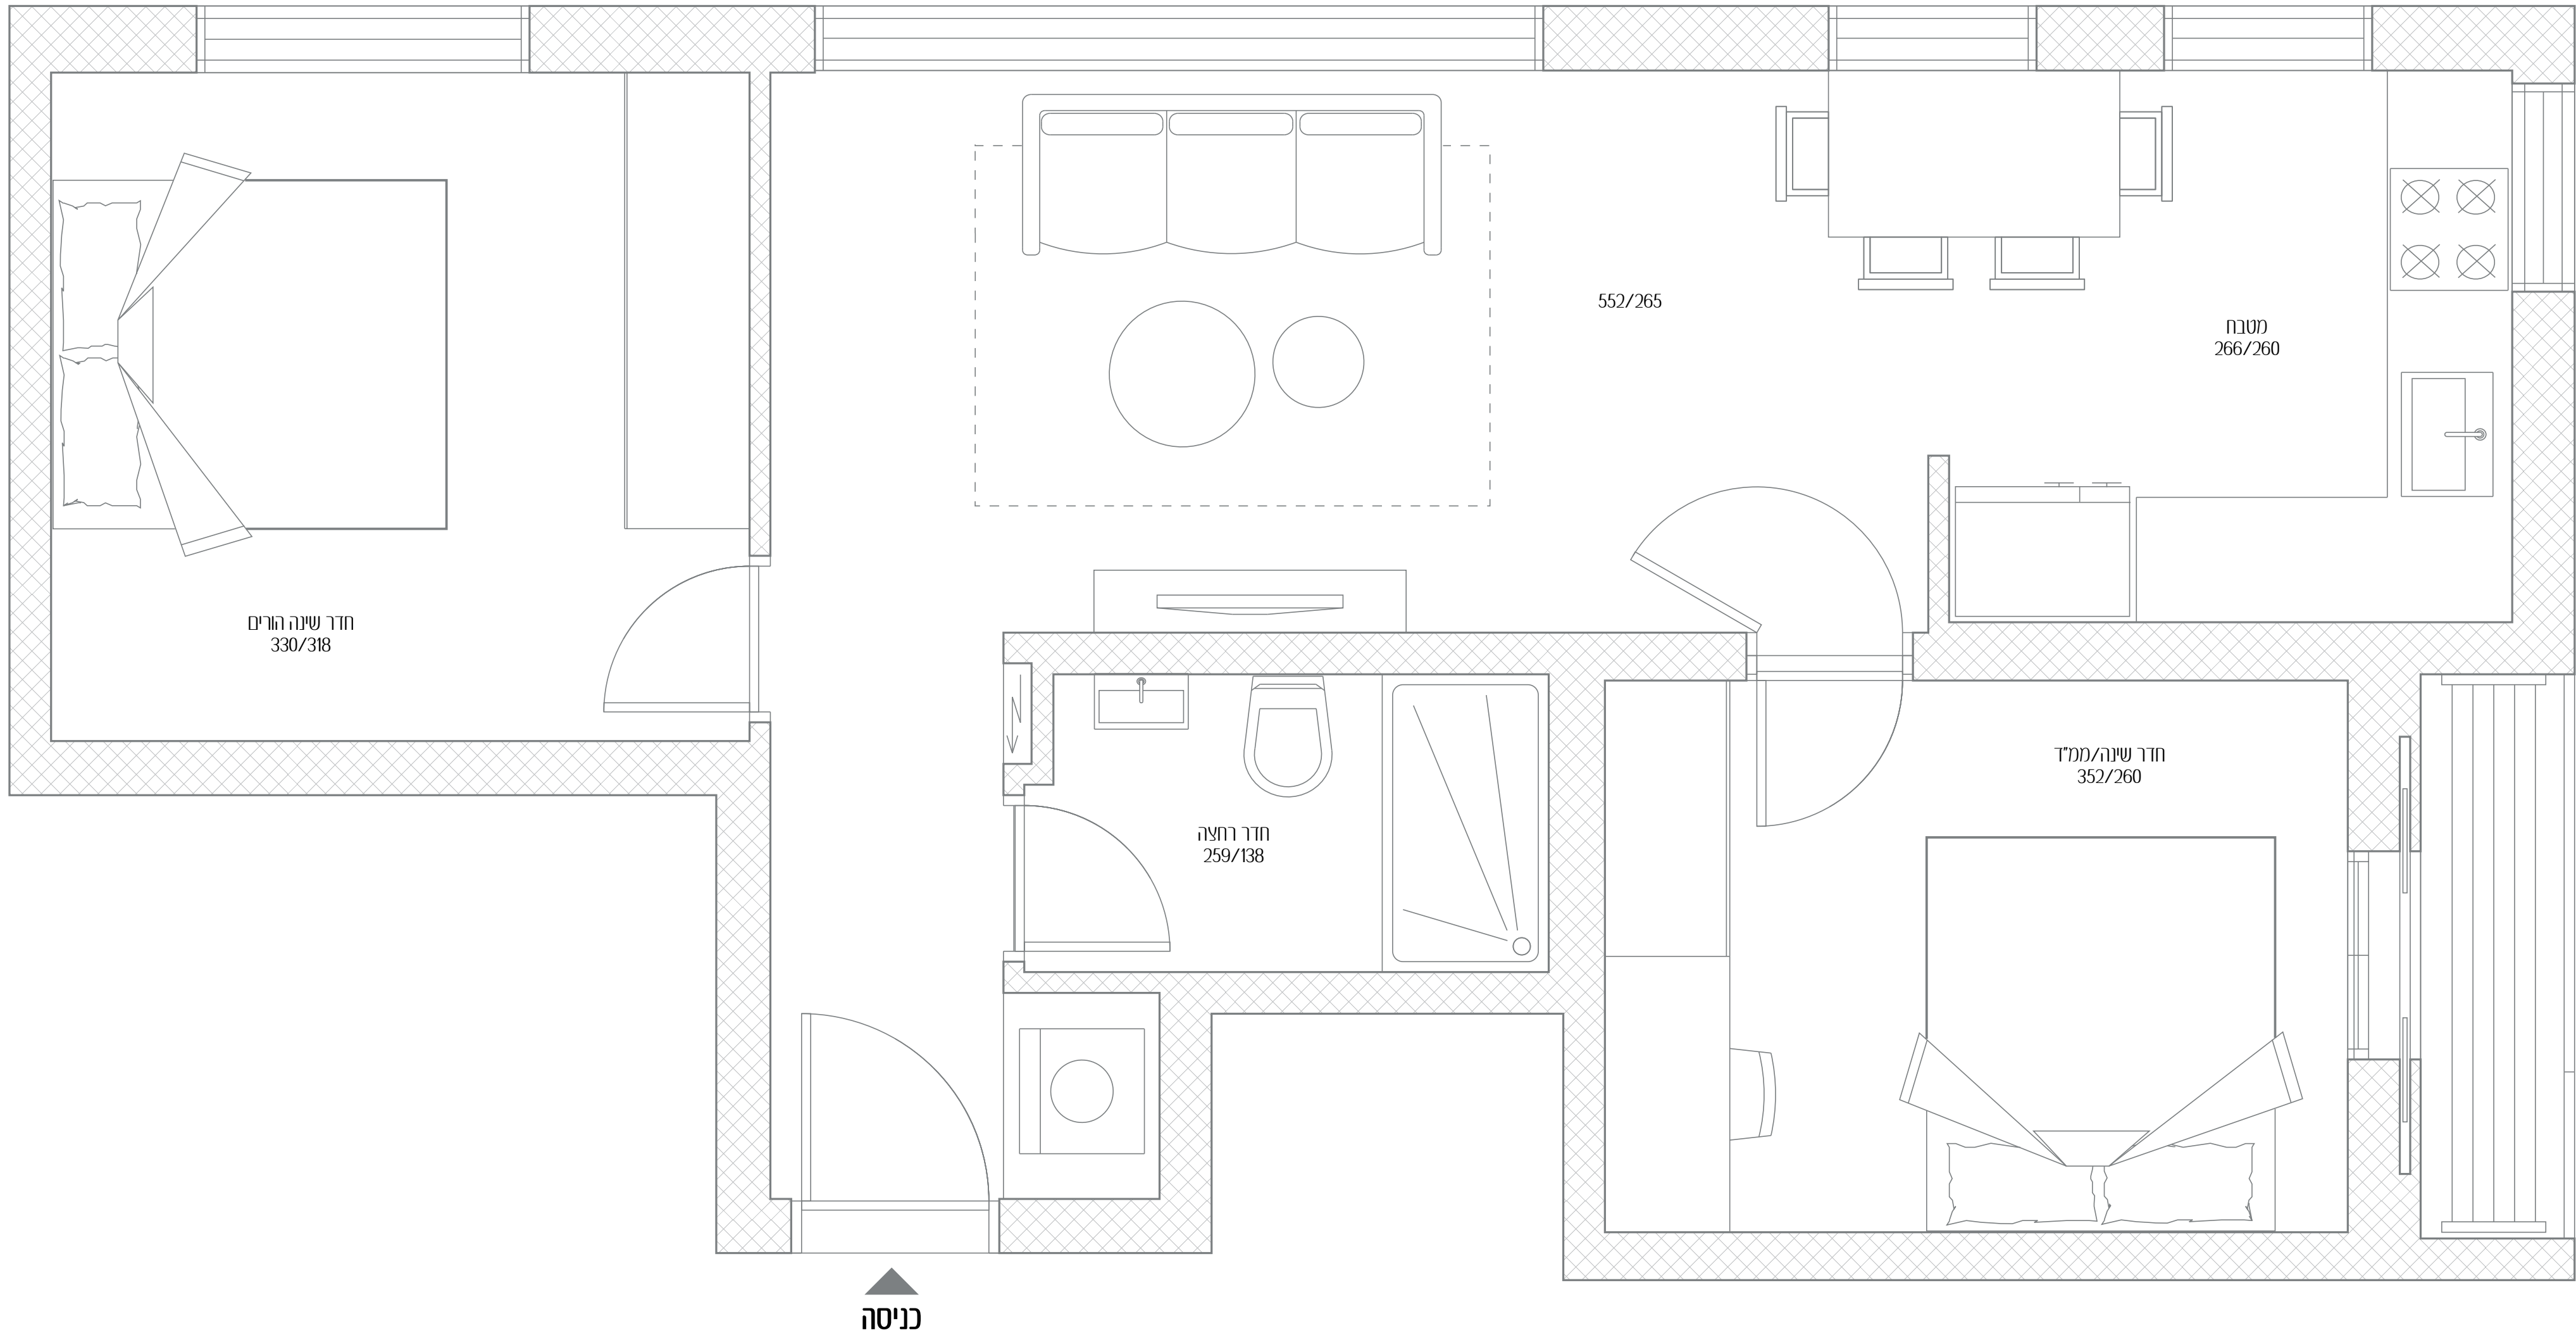 552/265
מטבח
266/260
חדר שינה הורים
330/318
חדר שינה/ממ"ד
352/260
חדר רחצה
259/138
כניסה